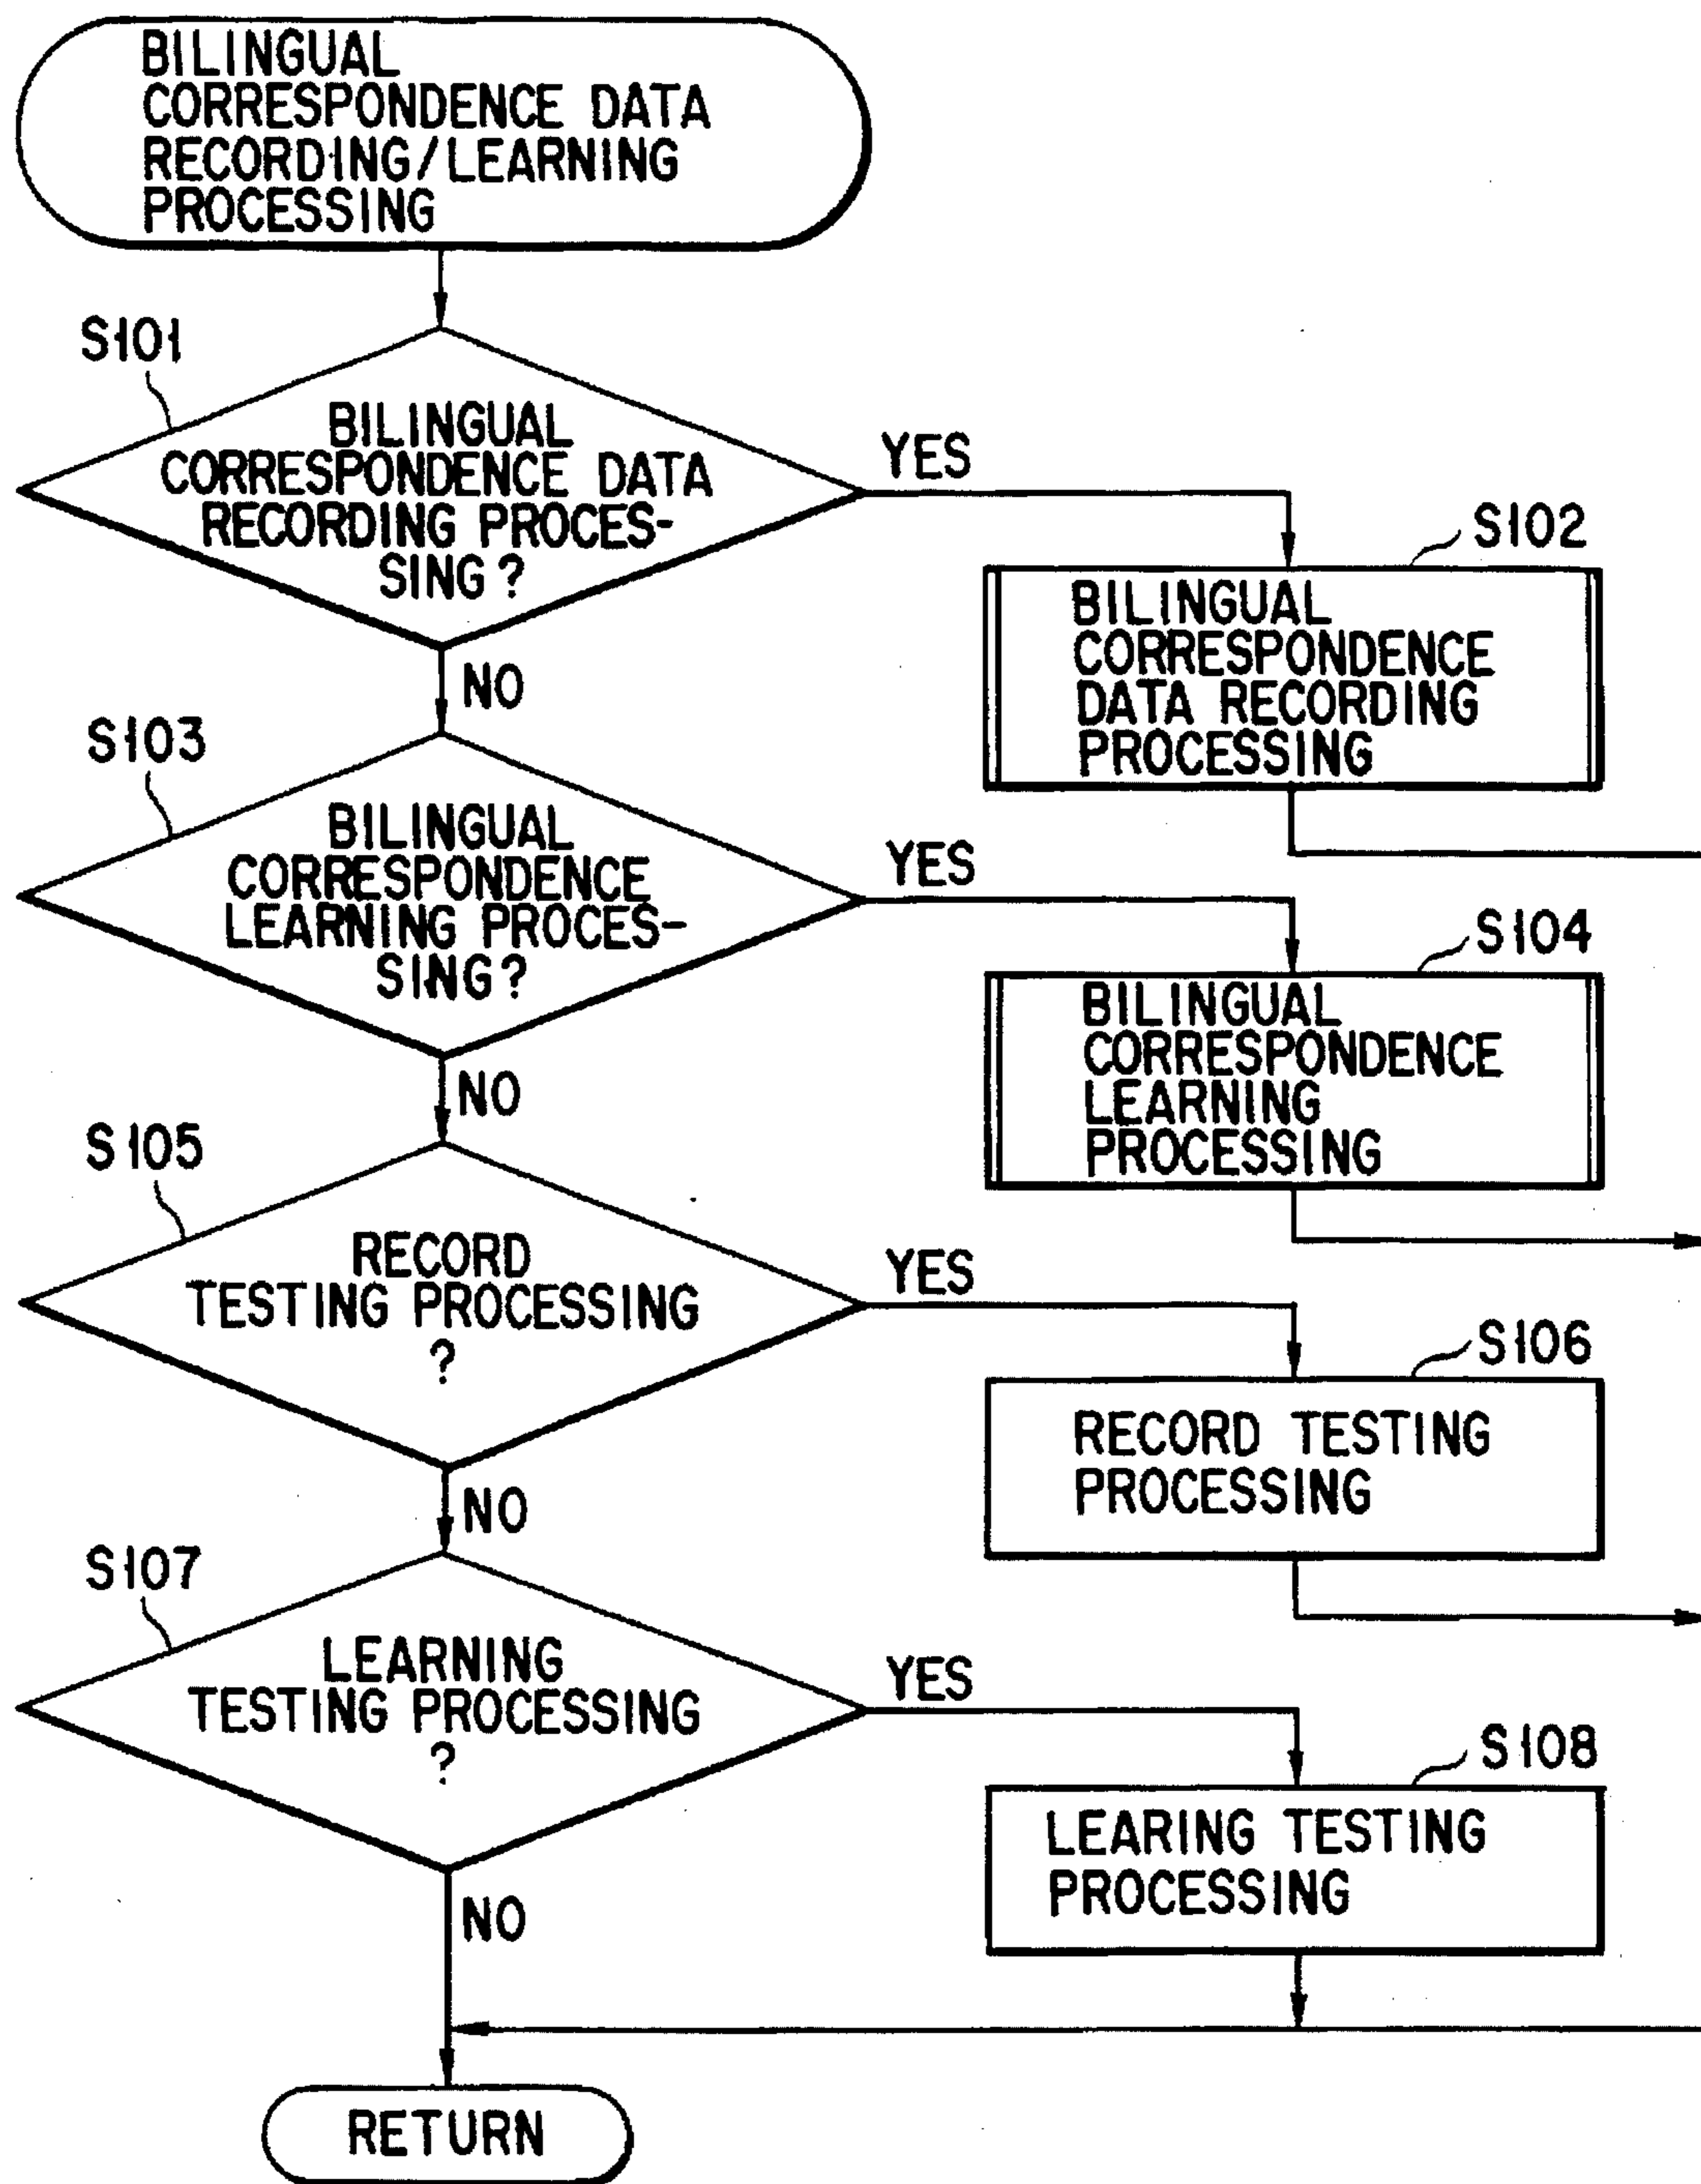 BILINGUAL
CORRESPONDENCE DATA
RECORDING/LEARNING
PROCESSING
S101
BILINGUAL
CORRESPONDENCE DATA
RECORDING PROCES-
SING?
YES
S102
BILINGUAL
CORRESPONDENCE
DATA RECORDING
PROCESSING
NO
S103
BILINGUAL
CORRESPONDENCE
LEARNING PROCES-
SING?
YES
S104
BILINGUAL
CORRESPONDENCE
LEARNING
PROCESSING
NO
S105
RECORD
TESTING PROCESSING
?
YES
S106
RECORD TESTING
PROCESSING
NO
S107
LEARNING
TESTING PROCESSING
?
YES
S108
LEARING TESTING
PROCESSING
NO
RETURN